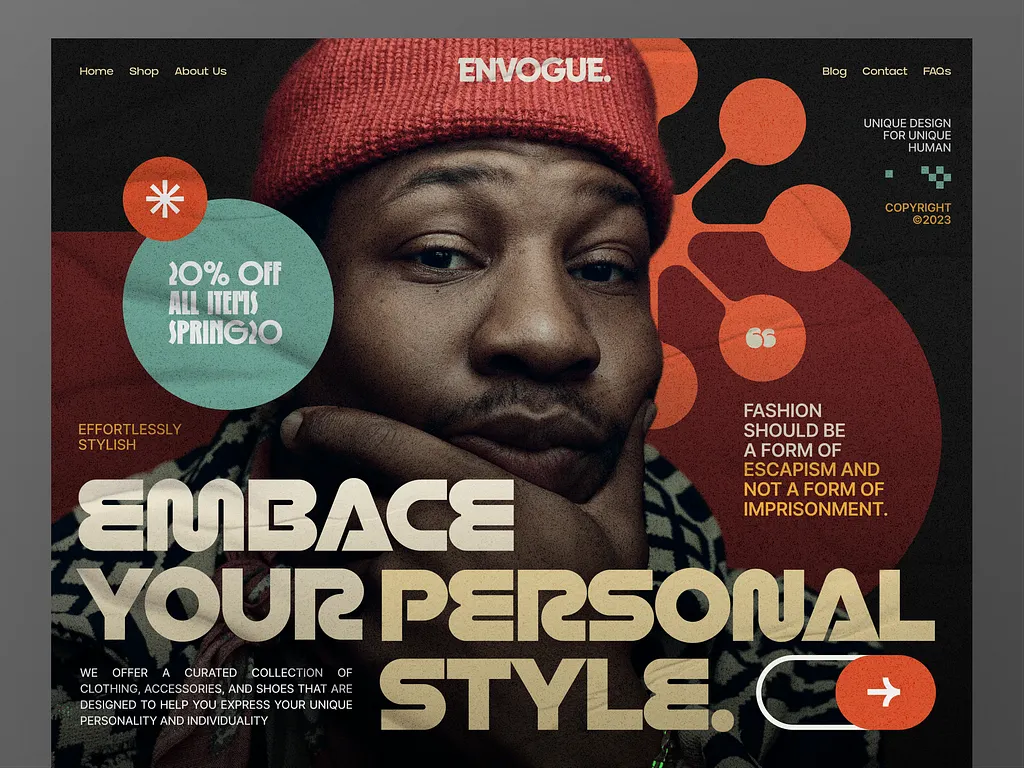 Home Shop About Us
ENVOGUE.
Blog Contact FAQs
UNIQUE DESIGN
FOR UNIQUE
HUMAN
COPYRIGHT
©2023
20% OFF
ALL ITEMS
SPRING20
EFFORTLESSLY
STYLISH
“
FASHION
SHOULD BE
A FORM OF
ESCAPISM AND
NOT A FORM OF
IMPRISONMENT.
EMBACE
YOUR PERSONAL
STYLE.
WE OFFER A CURATED COLLECTION OF
CLOTHING, ACCESSORIES, AND SHOES THAT ARE
DESIGNED TO HELP YOU EXPRESS YOUR UNIQUE
PERSONALITY AND INDIVIDUALITY